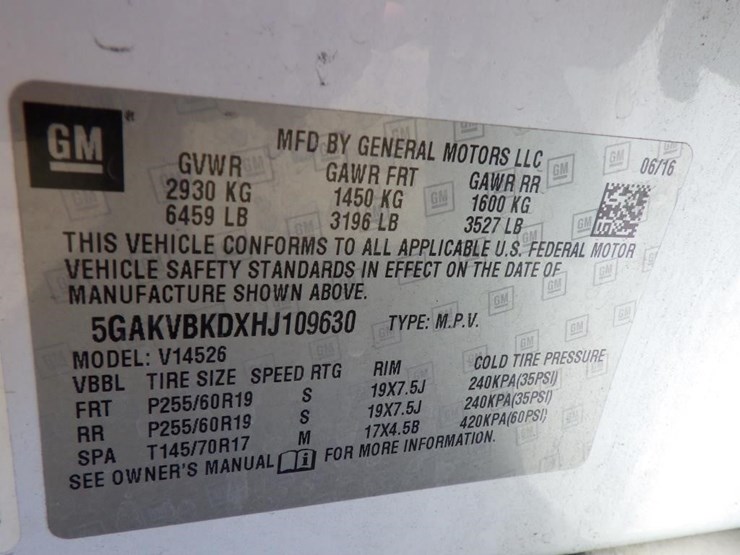 GM®
MFD BY GENERAL MOTORS LLC
06/16
GVWR GAWR FRT GAWR RR
2930 KG 1450 KG 1600 KG
6459 LB 3196 LB 3527 LB
THIS VEHICLE CONFORMS TO ALL APPLICABLE U.S. FEDERAL MOTOR
VEHICLE SAFETY STANDARDS IN EFFECT ON THE DATE OF
MANUFACTURE SHOWN ABOVE.
5GAKVBKDXHJ109630 TYPE: M.P.V.
MODEL: V14526
VBBL TIRE SIZE SPEED RTG RIM COLD TIRE PRESSURE
FRT P255/60R19 S 19X7.5J 240KPA(35PSI)
RR P255/60R19 S 19X7.5J 240KPA(35PSI)
SPA T145/70R17 M 17X4.5B 420KPA(60PSI)
SEE OWNER'S MANUAL i FOR MORE INFORMATION.